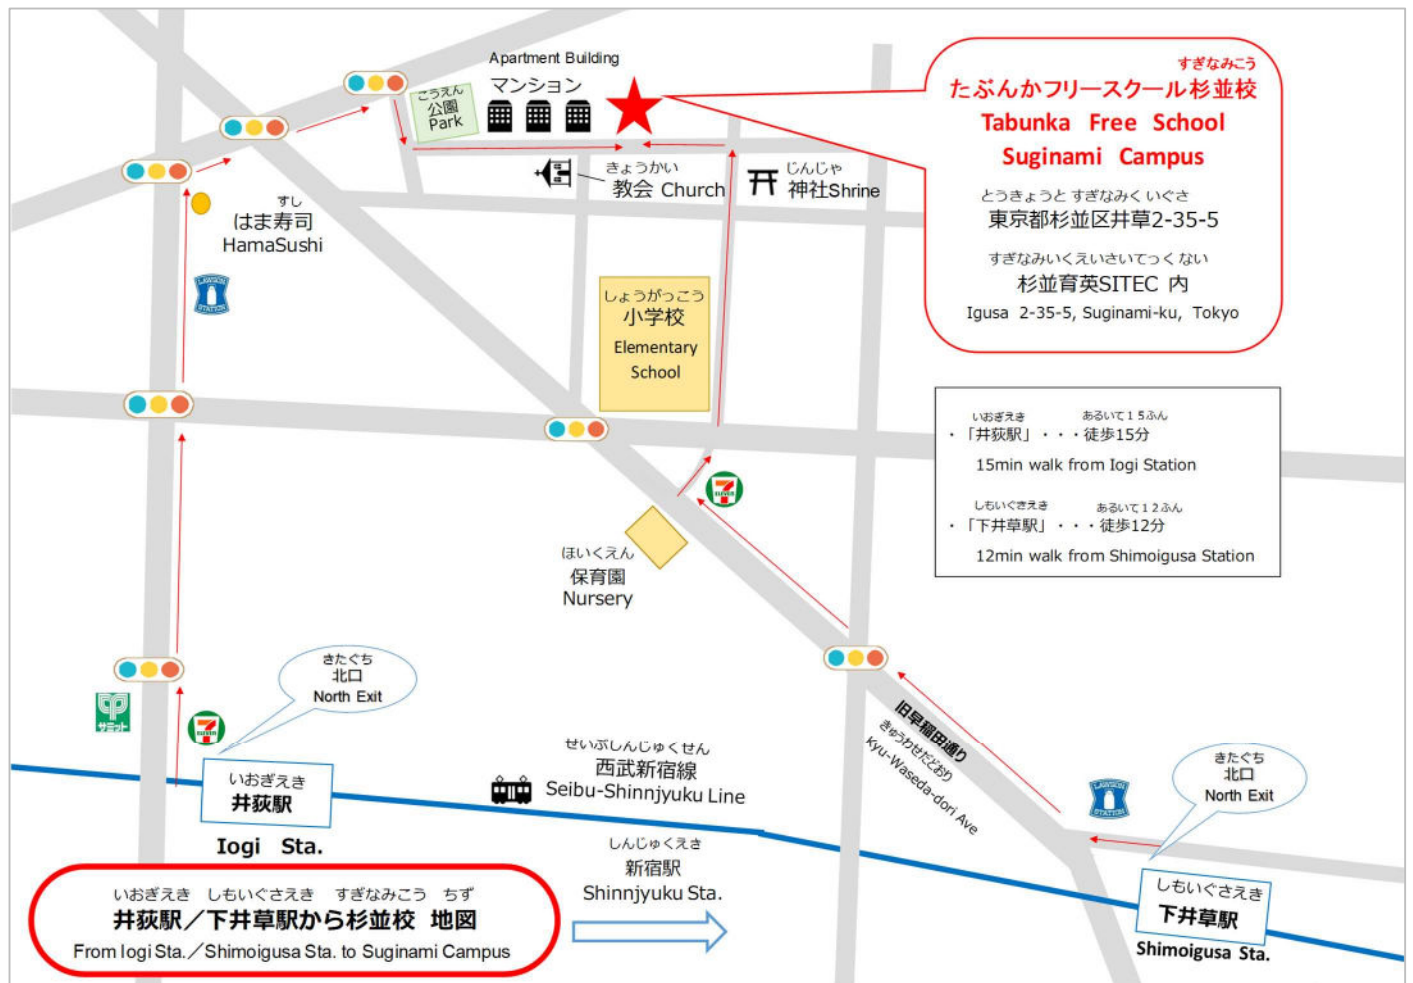 Apartment Building
マンション
こうえん
公園
Park
すぎなみこう
たぶんかフリースクール杉並校
Tabunka Free School
Suginami Campus
とうきょうと すぎなみく いぐさ
東京都杉並区井草2-35-5
すぎなみいくえいさいてっく ない
杉並育英SITEC 内
Igusa 2-35-5, Suginami-ku, Tokyo
きょうかい
教会 Church
じんじゃ
神社Shrine
すし
はま寿司
HamaSushi
LAWSON
STATION
しょうがっこう
小学校
Elementary
School
いおぎえき あるいて15ふん
・「井荻駅」・・・徒歩15分
15min walk from Iogi Station
しもいぐさえき あるいて12ふん
・「下井草駅」・・・徒歩12分
12min walk from Shimoigusa Station
7
ELEVEn
ほいくえん
保育園
Nursery
きたぐち
北口
North Exit
サミット
7
ELEVEn
旧早稲田通り
きゅうわせだどおり
Kyu-Waseda-dori Ave
せいぶしんじゅくせん
西武新宿線
Seibu-Shinnjyuku Line
きたぐち
北口
North Exit
LAWSON
STATION
いおぎえき
井荻駅
Iogi Sta.
しんじゅくえき
新宿駅
Shinnjyuku Sta.
しもいぐさえき
下井草駅
Shimoigusa Sta.
いおぎえき しもいぐさえき すぎなみこう ちず
井荻駅／下井草駅から杉並校 地図
From Iogi Sta.／Shimoigusa Sta. to Suginami Campus